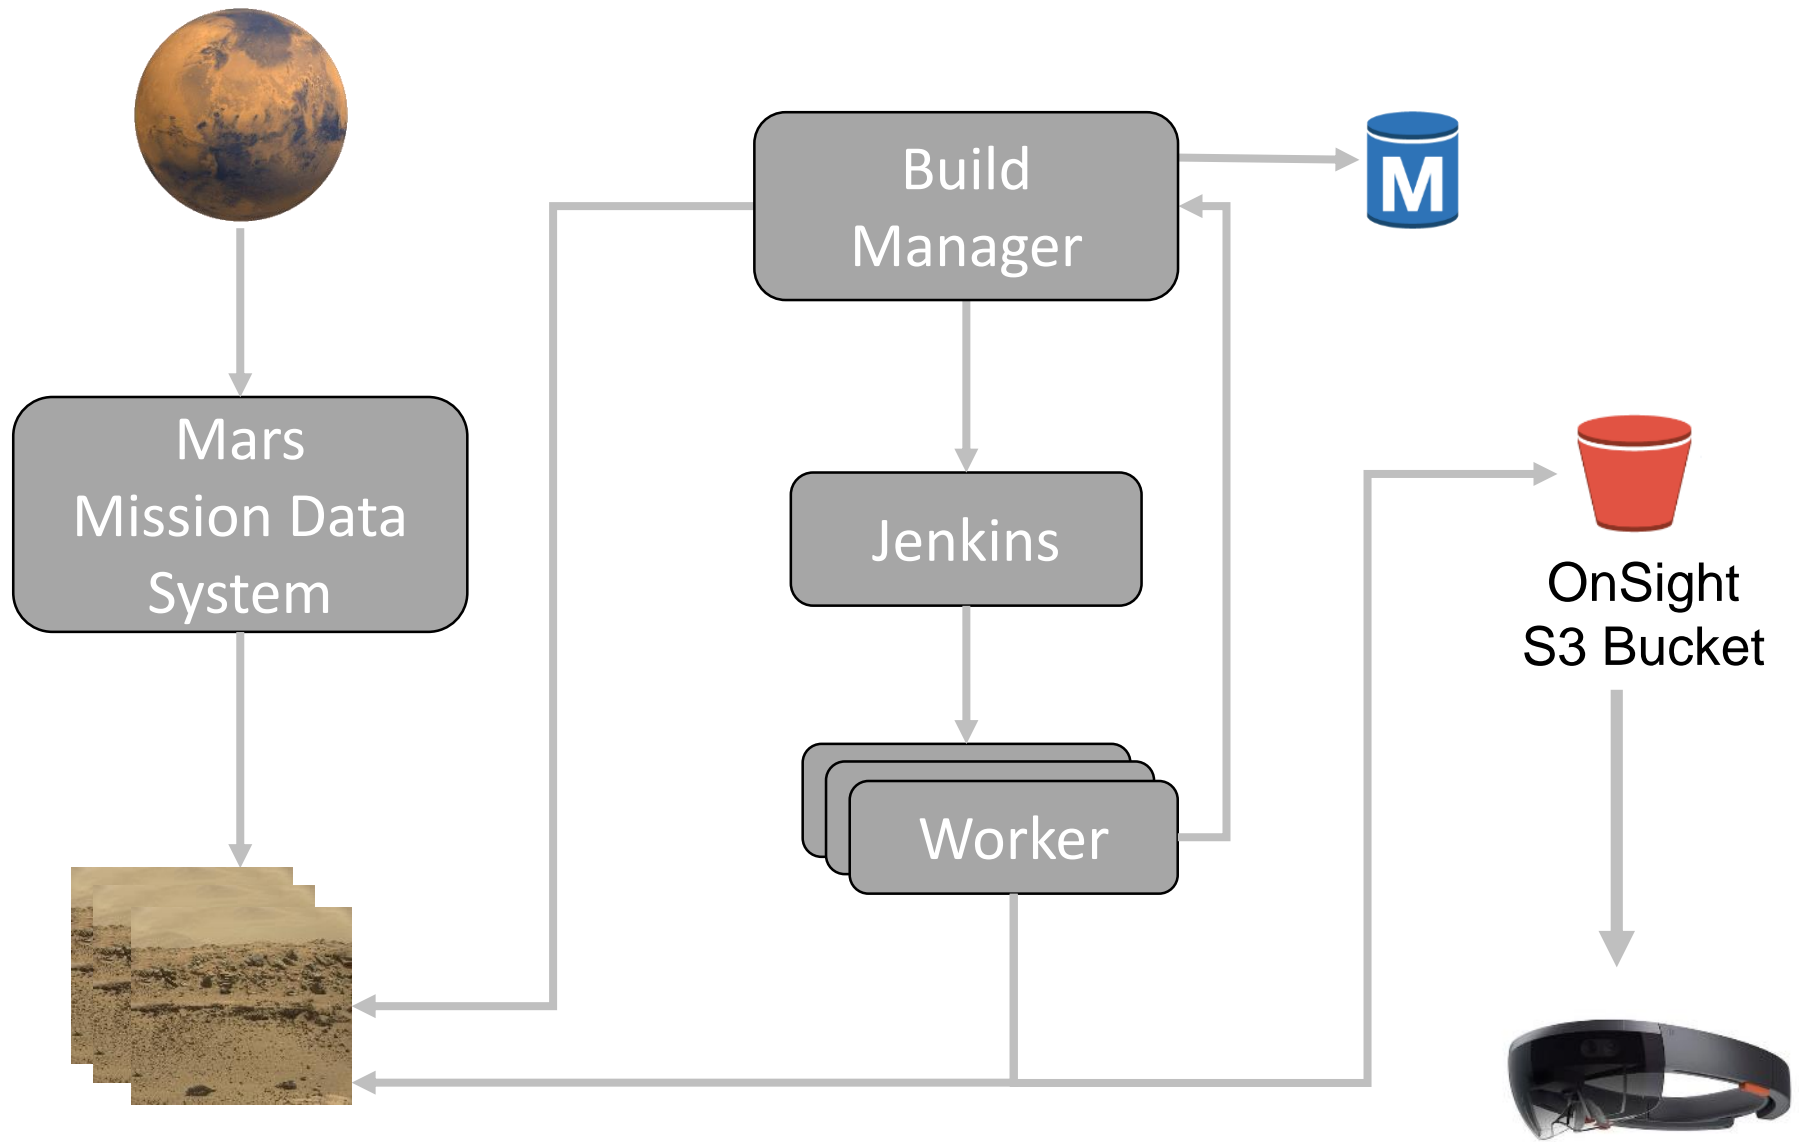 Build
Manager
M
Mars
Mission Data
System
Jenkins
OnSight
S3 Bucket
Worker